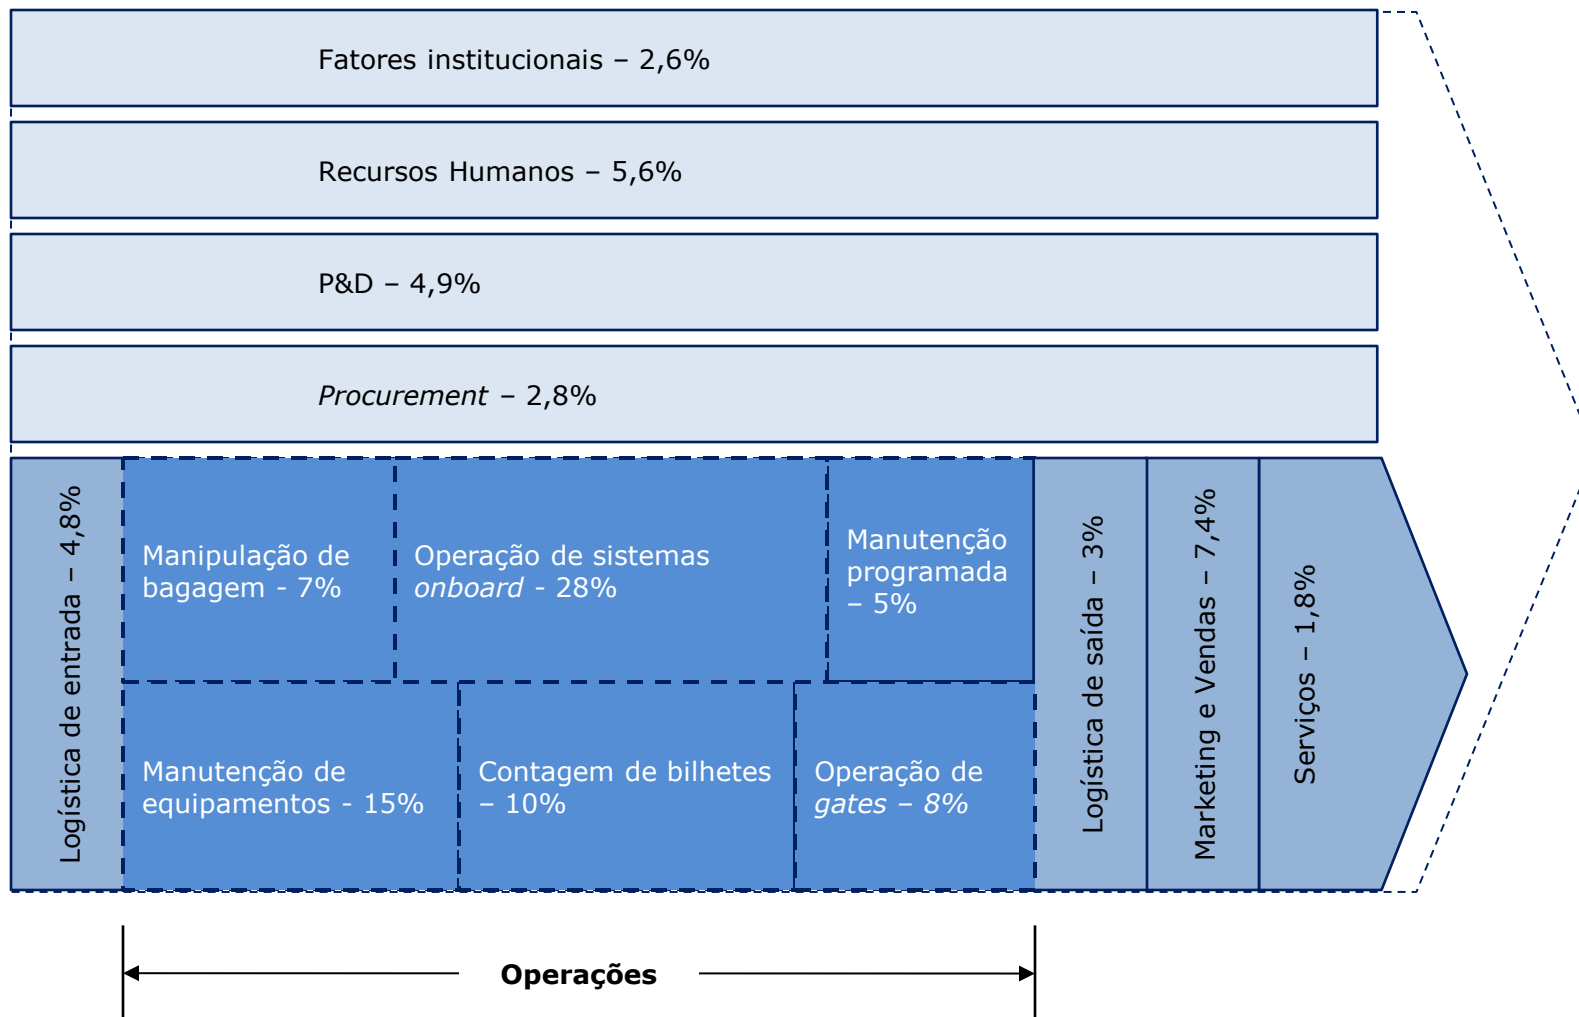 Fatores institucionais – 2,6%
Recursos Humanos – 5,6%
P&D – 4,9%
Procurement – 2,8%
Logística de entrada – 4,8%
Manipulação de
bagagem - 7%
Operação de sistemas
onboard - 28%
Manutenção
programada
– 5%
Manutenção de
equipamentos - 15%
Contagem de bilhetes
– 10%
Operação de
gates – 8%
Logística de saída – 3%
Marketing e Vendas – 7,4%
Serviços – 1,8%
Operações